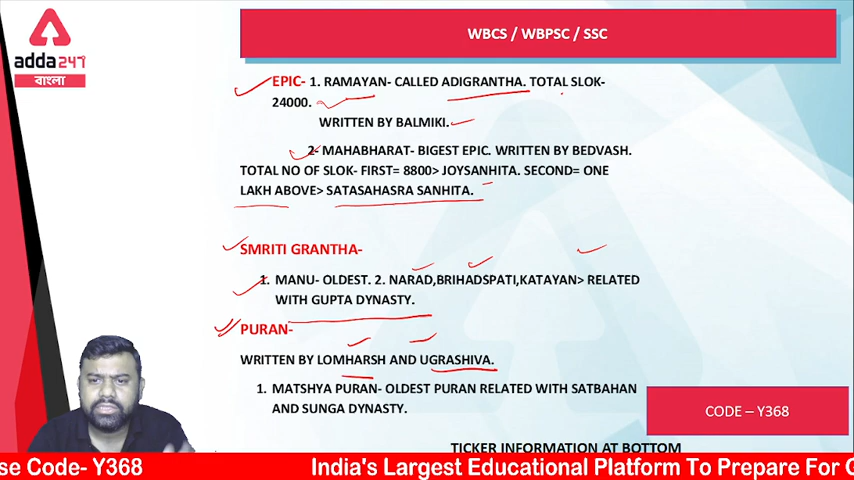 WBCS / WBPSC / SSC
adda247
বাংলা
EPIC- 1. RAMAYAN- CALLED ADIGRANTHA. TOTAL SLOK-
24000.
WRITTEN BY BALMIKI.
2- MAHABHARAT- BIGEST EPIC. WRITTEN BY BEDVASH.
TOTAL NO OF SLOK- FIRST= 8800> JOYSANHITA. SECOND= ONE
LAKH ABOVE> SATASAHASRA SANHITA.
SMRITI GRANTHA-
1. MANU- OLDEST. 2. NARAD,BRIHADSPATI,KATAYAN> RELATED
WITH GUPTA DYNASTY.
PURAN-
WRITTEN BY LOMHARSH AND UGRASHIVA.
1. MATSHYA PURAN- OLDEST PURAN RELATED WITH SATBAHAN
AND SUNGA DYNASTY.
CODE – Y368
TICKER INFORMATION AT BOTTOM
se Code- Y368 India's Largest Educational Platform To Prepare For G